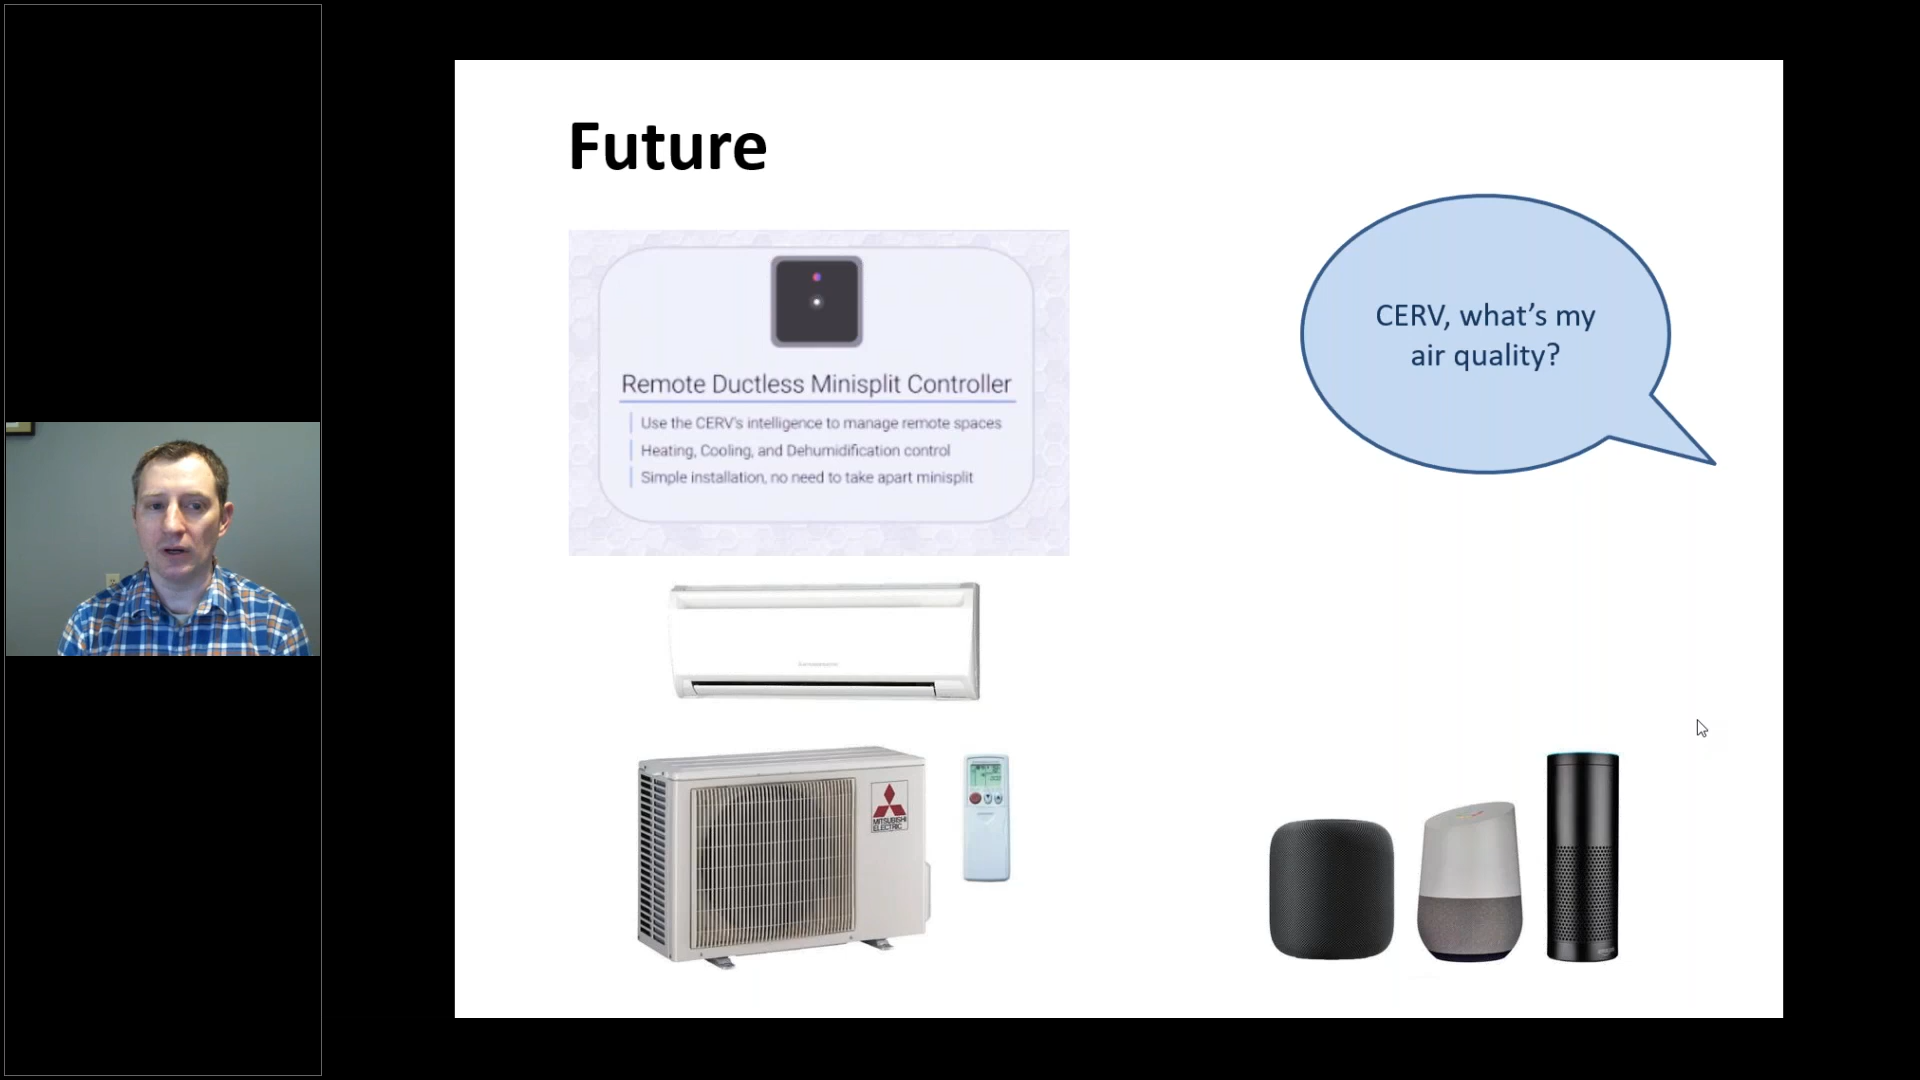 Future
Remote Ductless Minisplit Controller
Use the CERV's intelligence to manage remote spaces
Heating, Cooling, and Dehumidification control
Simple installation, no need to take apart minisplit
CERV, what's my
air quality?
MITSUBISHI
ELECTRIC